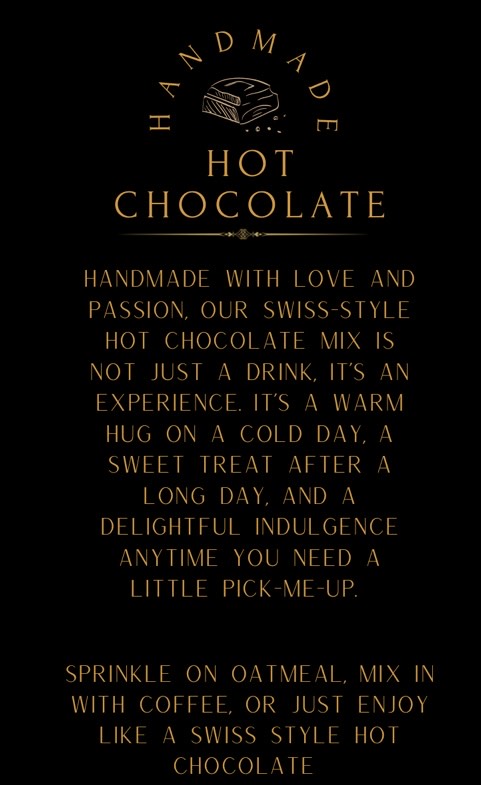 HANDMADE
HOT
CHOCOLATE
HANDMADE WITH LOVE AND
PASSION, OUR SWISS-STYLE
HOT CHOCOLATE MIX IS
NOT JUST A DRINK, IT'S AN
EXPERIENCE. IT'S A WARM
HUG ON A COLD DAY, A
SWEET TREAT AFTER A
LONG DAY, AND A
DELIGHTFUL INDULGENCE
ANYTIME YOU NEED A
LITTLE PICK-ME-UP.
SPRINKLE ON OATMEAL, MIX IN
WITH COFFEE, OR JUST ENJOY
LIKE A SWISS STYLE HOT
CHOCOLATE